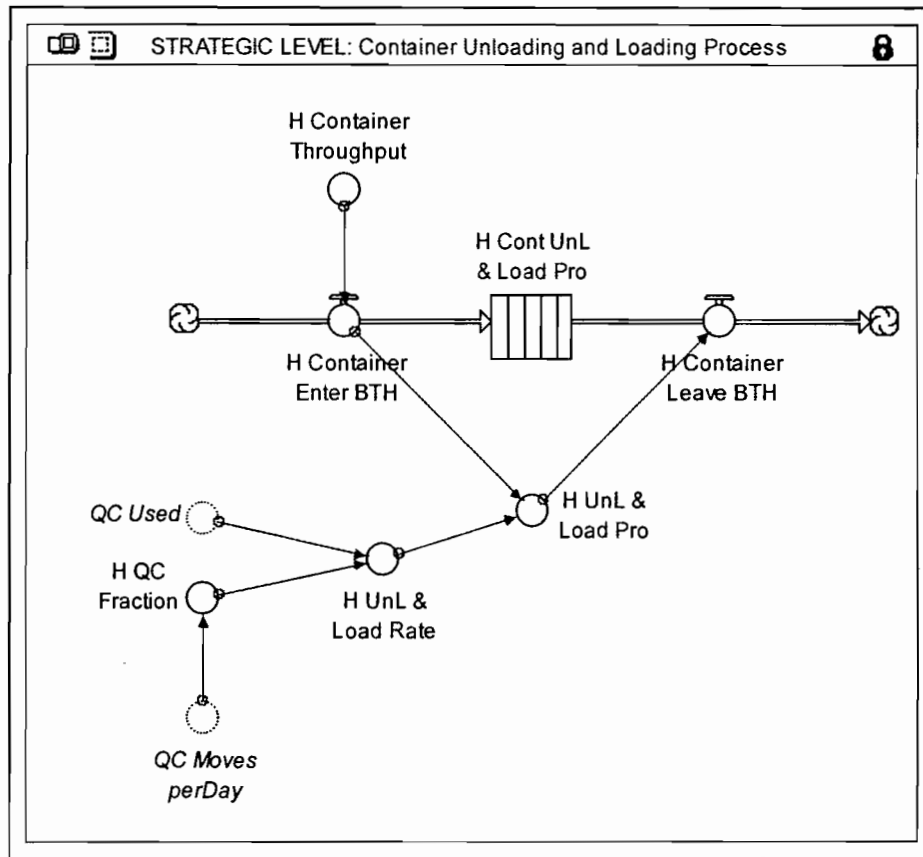 STRATEGIC LEVEL: Container Unloading and Loading Process
H Container
Throughput
H Cont UnL
& Load Pro
H Container
Enter BTH
H Container
Leave BTH
QC Used
H UnL &
Load Pro
H QC
Fraction
H UnL &
Load Rate
QC Moves
perDay